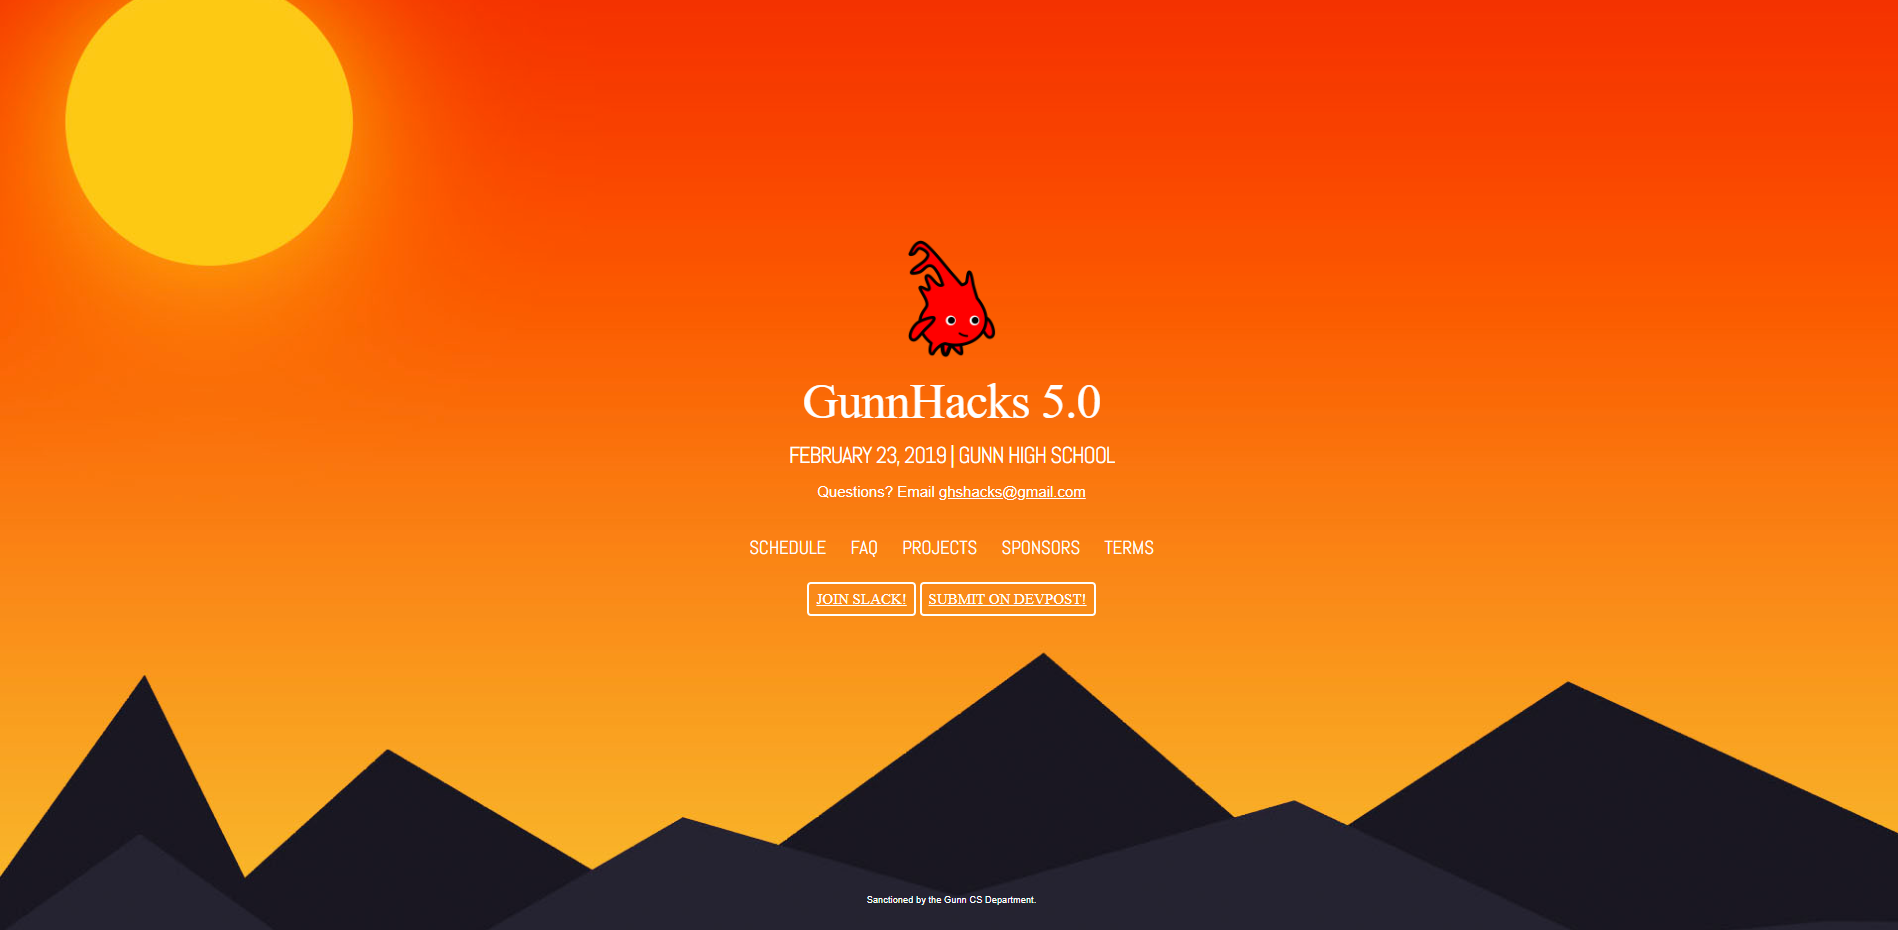 GunnHacks 5.0
FEBRUARY 23, 2019 | GUNN HIGH SCHOOL
Questions? Email ghshacks@gmail.com
SCHEDULE FAQ PROJECTS SPONSORS TERMS
JOIN SLACK! SUBMIT ON DEVPOST!
Sanctioned by the Gunn CS Department.